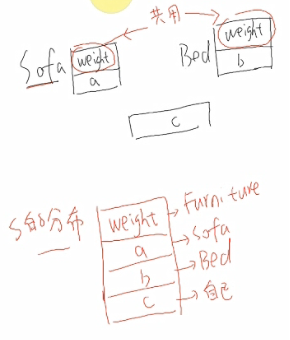 共用
Sofa weight
a
Bed weight
b
c
S的分布
weight → Furniture
a → Sofa
b → Bed
c → 自己